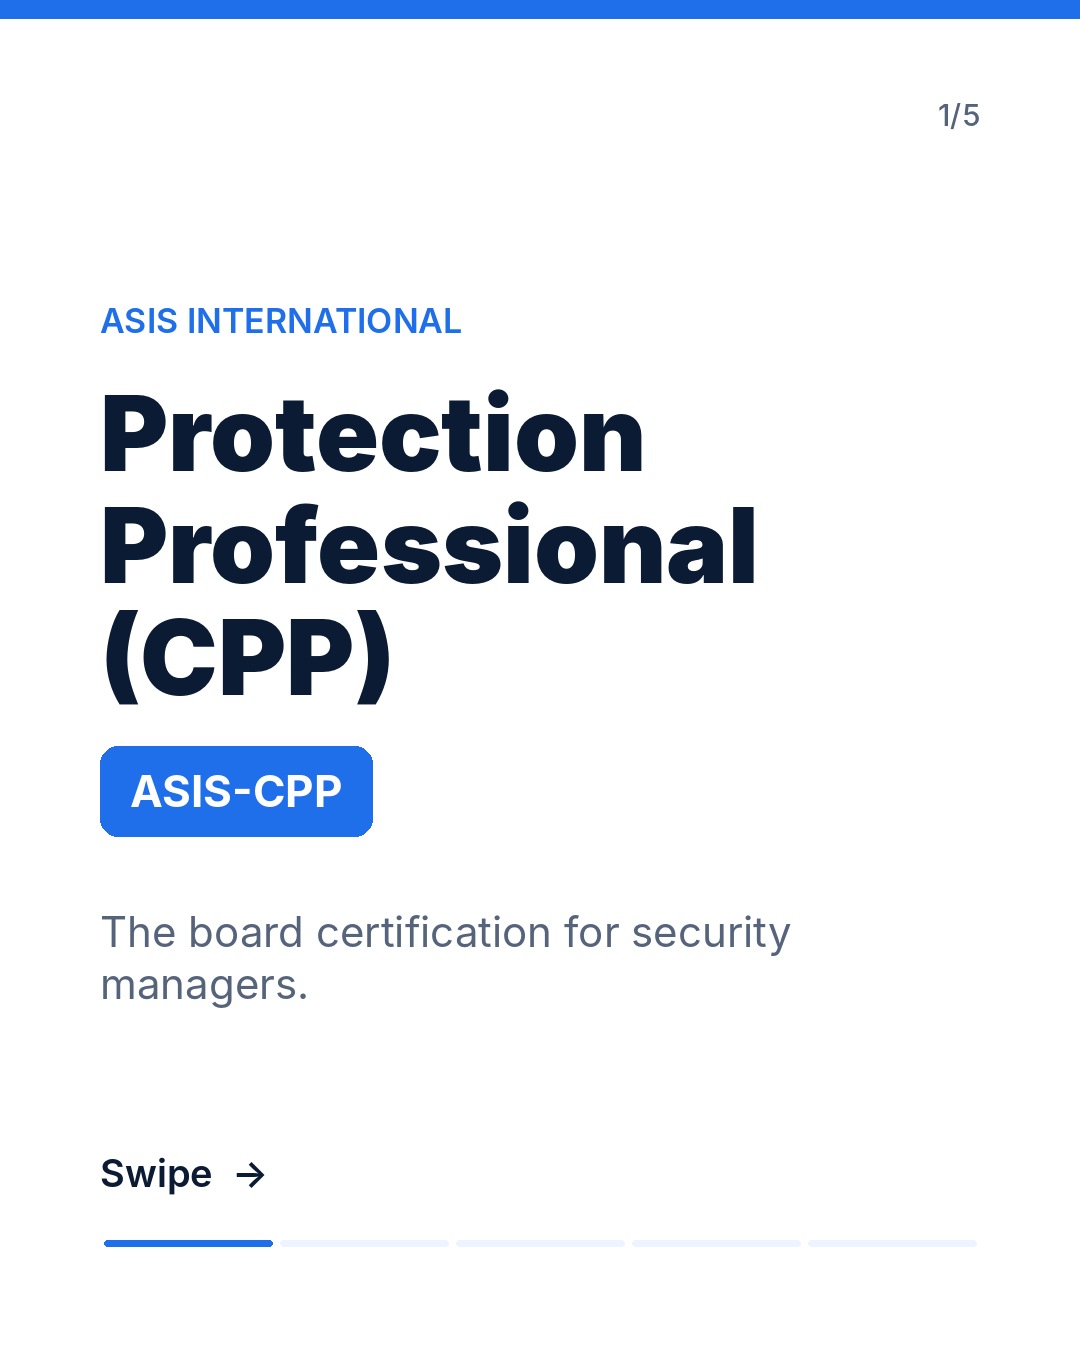 1/5
ASIS INTERNATIONAL
Protection
Professional
(CPP)
ASIS-CPP
The board certification for security
managers.
Swipe →